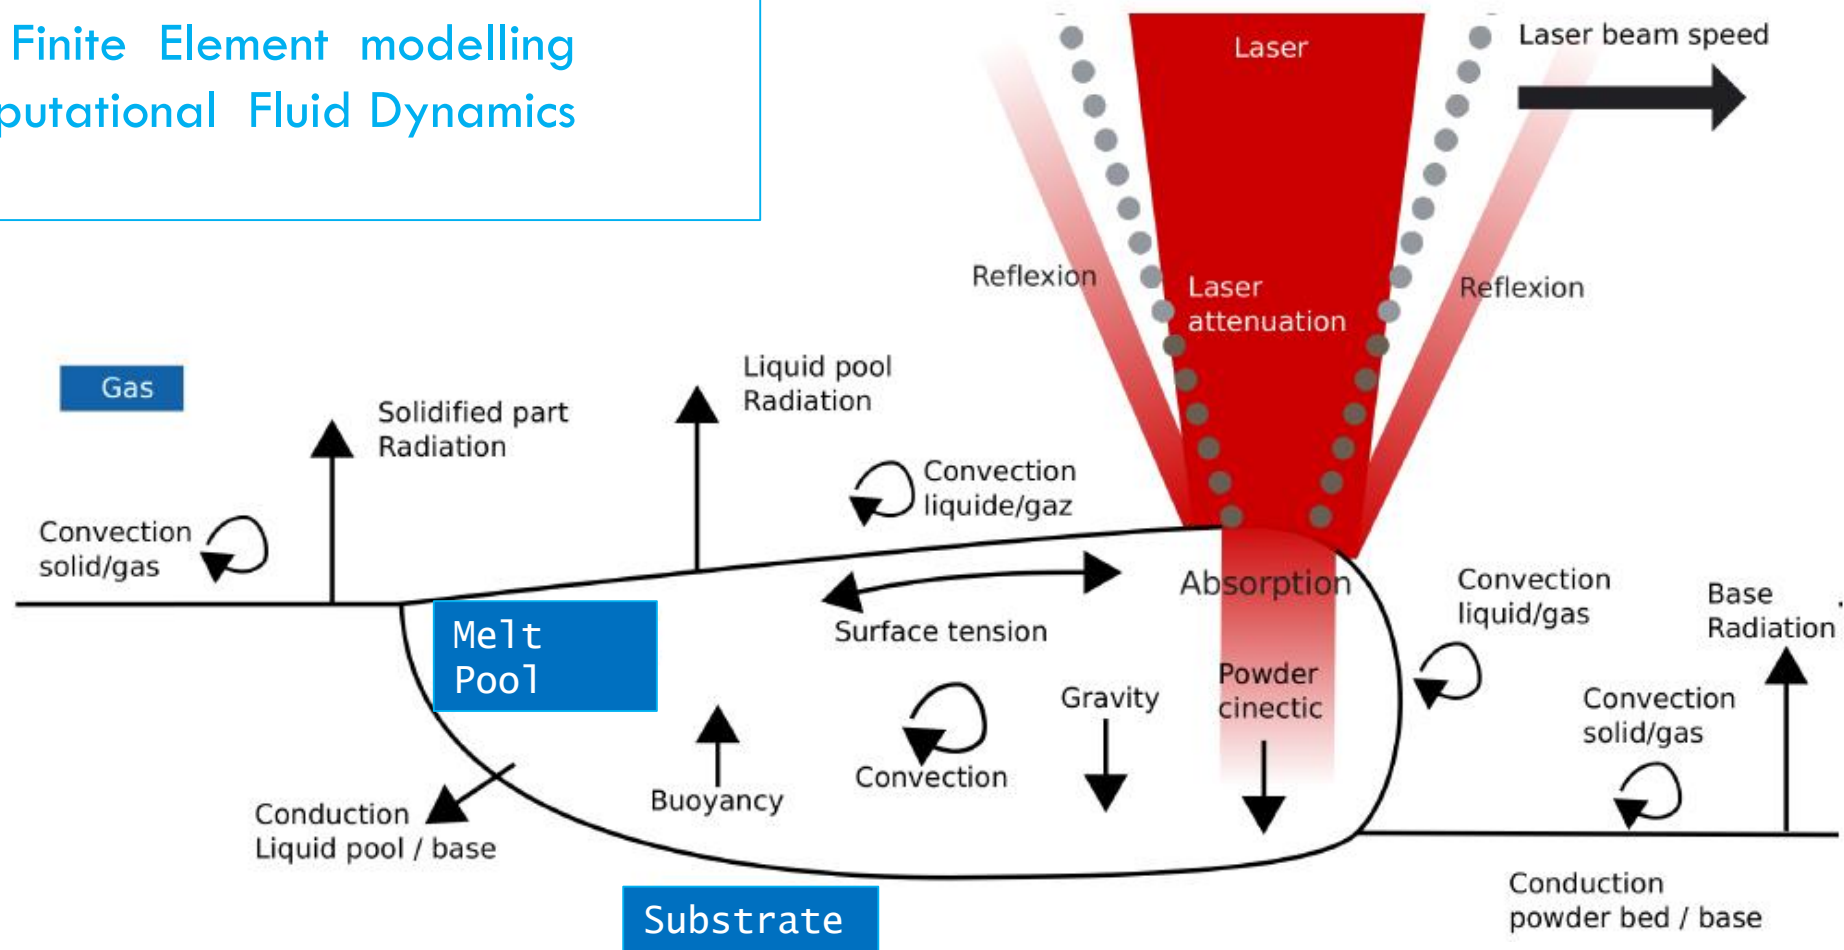 Finite Element modelling
putational Fluid Dynamics
Laser
Laser beam speed
Reflexion
Laser
attenuation
Reflexion
Gas
Liquid pool
Radiation
Solidified part
Radiation
Convection
liquide/gaz
Convection
solid/gas
Absorption
Convection
liquid/gas
Base
Radiation
Melt
Pool
Surface tension
Powder
cinectic
Gravity
Convection
solid/gas
Convection
Buoyancy
Conduction
Liquid pool / base
Conduction
powder bed / base
Substrate